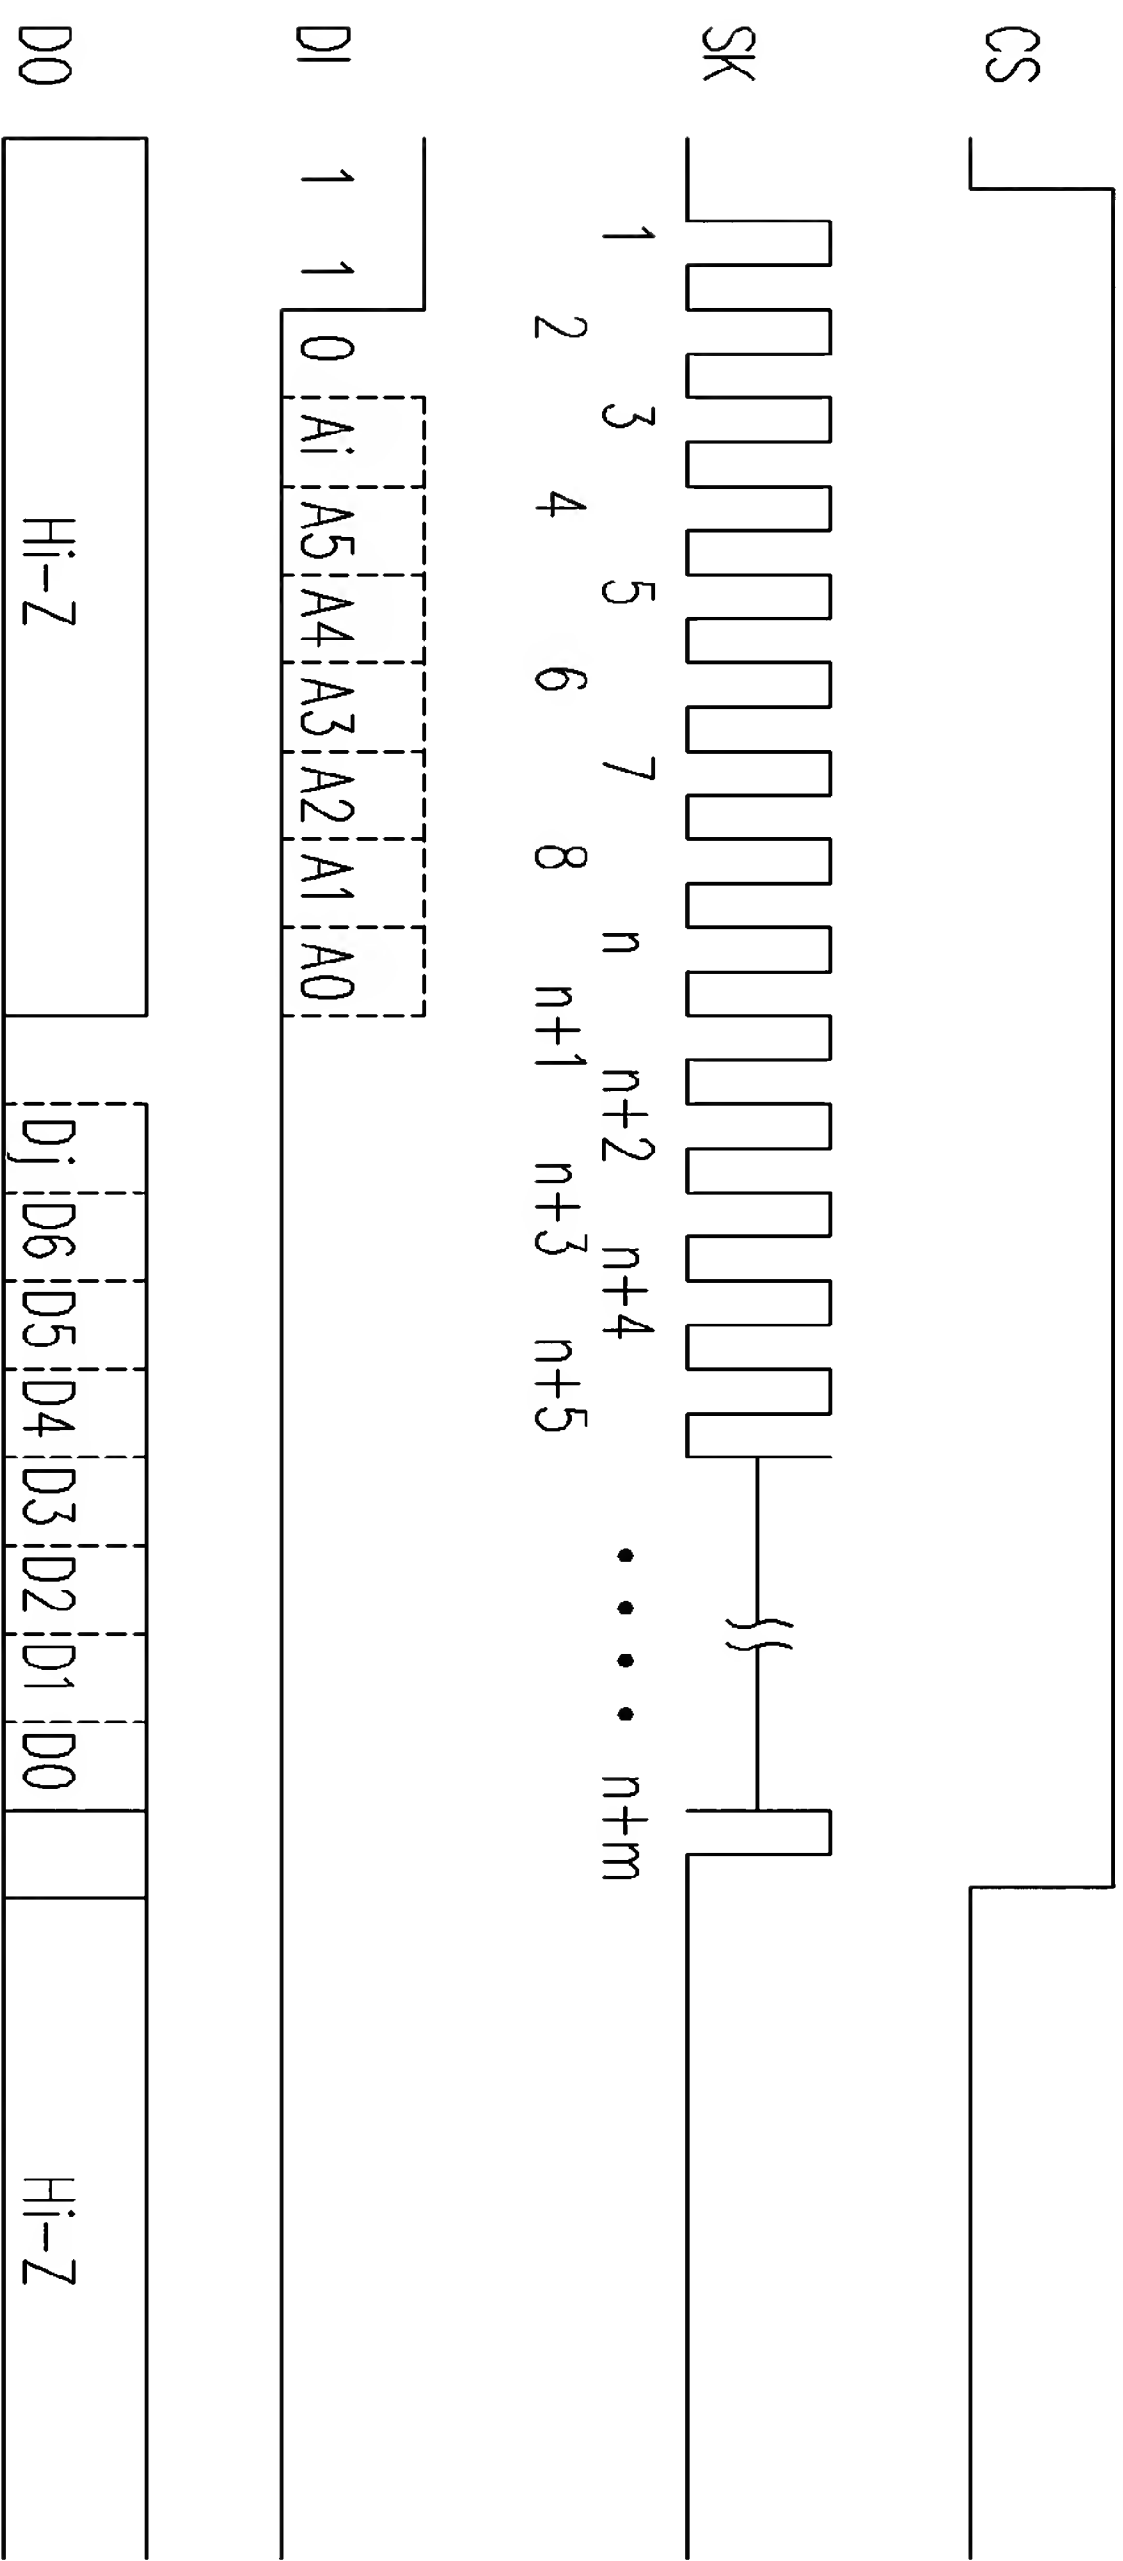 CS
SK
1 3 5 7 n n+2 n+4 n+m
2 4 6 8 n+1 n+3 n+5
DI 1 1 0 Ai A5 A4 A3 A2 A1 A0
DO Hi-Z Dj D6 D5 D4 D3 D2 D1 D0 Hi-Z